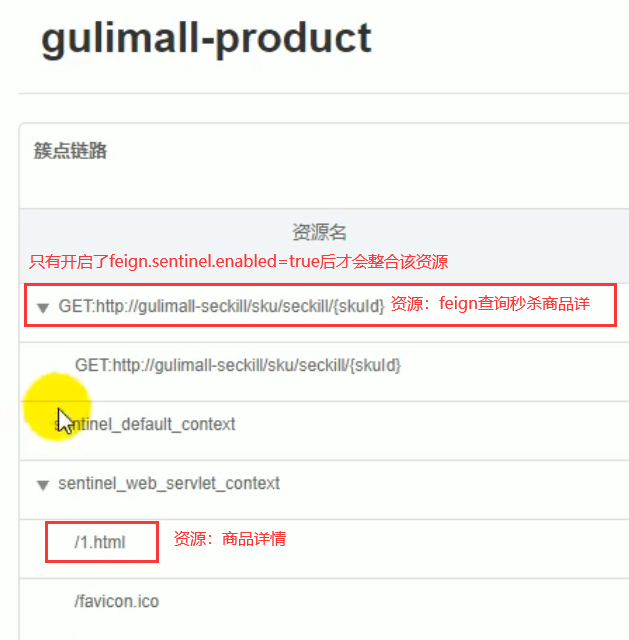 gulimall-product
簇点链路
资源名
只有开启了feign.sentinel.enabled=true后才会整合该资源
GET:http://gulimall-seckill/sku/seckill/{skuId} 资源：feign查询秒杀商品详
GET:http://gulimall-seckill/sku/seckill/{skuId}
sentinel_default_context
sentinel_web_servlet_context
/1.html 资源：商品详情
/favicon.ico